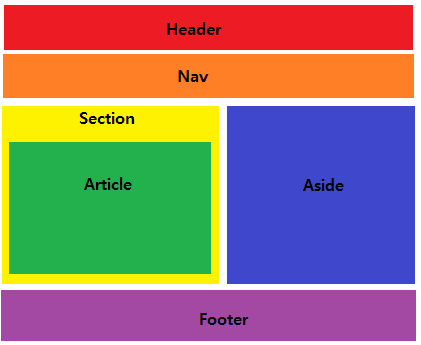 Header
Nav
Section
Article
Aside
Footer